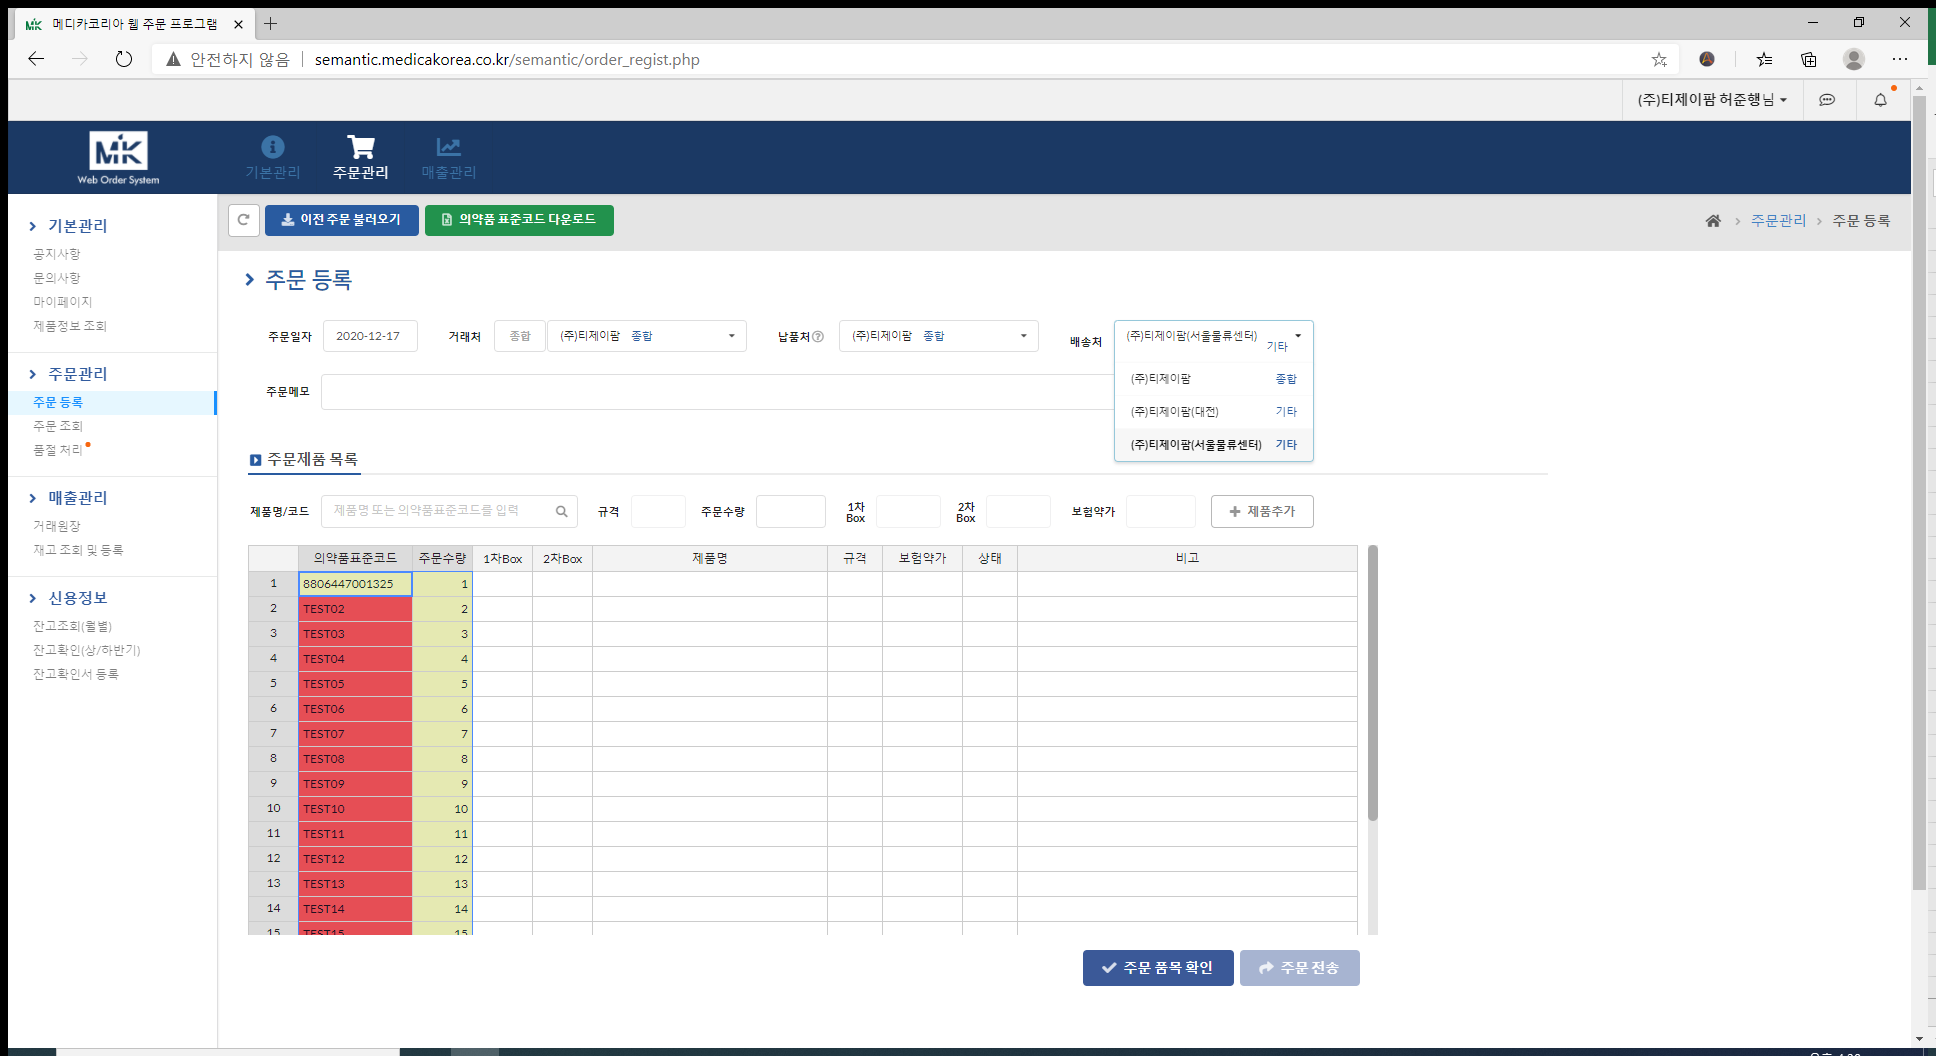 메디카코리아 웹 주문 프로그램
안전하지 않음 semantic.medicakorea.co.kr/semantic/order_regist.php
(주)티제이팜 허준행님
MK
Web Order System
기본관리 주문관리 매출관리
이전 주문 불러오기 의약품 표준코드 다운로드
주문관리 주문 등록
기본관리
공지사항
문의사항
마이페이지
제품정보 조회
주문관리
주문 등록
주문 조회
품절 처리
매출관리
거래원장
재고 조회 및 등록
신용정보
잔고조회(월별)
잔고확인(상/하반기)
잔고확인서 등록
주문 등록
주문일자 2020-12-17 거래처 종합 (주)티제이팜 종합 납품처 (주)티제이팜 종합 배송처 (주)티제이팜(서울물류센터) 기타
(주)티제이팜 종합
(주)티제이팜(대전) 기타
(주)티제이팜(서울물류센터) 기타
주문메모
주문제품 목록
제품명/코드 제품명 또는 의약품표준코드를 입력 규격 주문수량 1차 Box 2차 Box 보험약가 제품추가
의약품표준코드 주문수량 1차Box 2차Box 제품명 규격 보험약가 상태 비고
1 8806447001325 1
2 TEST02 2
3 TEST03 3
4 TEST04 4
5 TEST05 5
6 TEST06 6
7 TEST07 7
8 TEST08 8
9 TEST09 9
10 TEST10 10
11 TEST11 11
12 TEST12 12
13 TEST13 13
14 TEST14 14
15 TEST15 15
주문 품목 확인 주문 전송